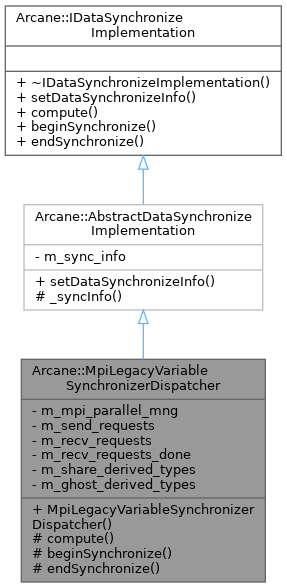 Arcane::IDataSynchronize
Implementation
+ ~IDataSynchronizeImplementation()
+ setDataSynchronizeInfo()
+ compute()
+ beginSynchronize()
+ endSynchronize()
Arcane::AbstractDataSynchronize
Implementation
- m_sync_info
+ setDataSynchronizeInfo()
# _syncInfo()
Arcane::MpiLegacyVariable
SynchronizerDispatcher
- m_mpi_parallel_mng
- m_send_requests
- m_recv_requests
- m_recv_requests_done
- m_share_derived_types
- m_ghost_derived_types
+ MpiLegacyVariableSynchronizer
Dispatcher()
# compute()
# beginSynchronize()
# endSynchronize()